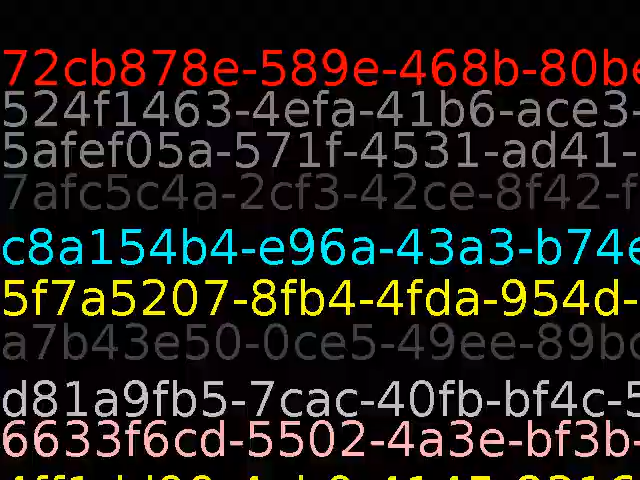 72cb878e-589e-468b-80be
524f1463-4efa-41b6-ace3-
5afef05a-571f-4531-ad41-
7afc5c4a-2cf3-42ce-8f42-f
c8a154b4-e96a-43a3-b74e
5f7a5207-8fb4-4fda-954d-
a7b43e50-0ce5-49ee-89bc
d81a9fb5-7cac-40fb-bf4c-5
6633f6cd-5502-4a3e-bf3b-